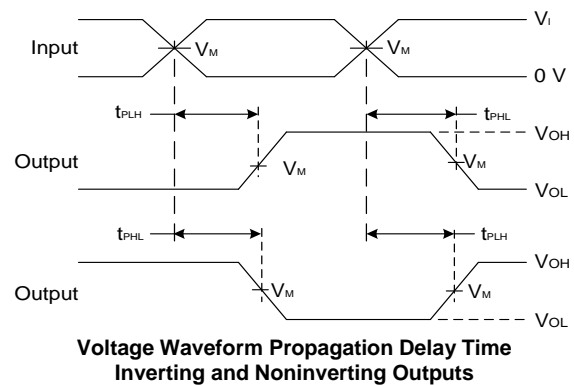 Input
VM
VM
VI
0 V
tPLH
tPHL
Output
VM
VM
VOH
VOL
tPHL
tPLH
Output
VM
VM
VOH
VOL
Voltage Waveform Propagation Delay Time
Inverting and Noninverting Outputs